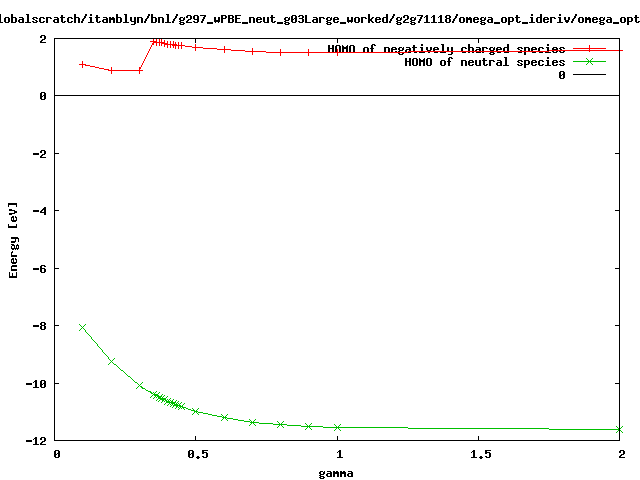 lobalscratch/itamblyn/bnl/g297_wPBE_neut_g03Large_worked/g2g71118/omega_opt_ideriv/omega_opt
HOMO of negatively charged species
HOMO of neutral species
0
2
0
-2
-4
-6
-8
-10
-12
Energy [eV]
0 0.5 1 1.5 2
gamma